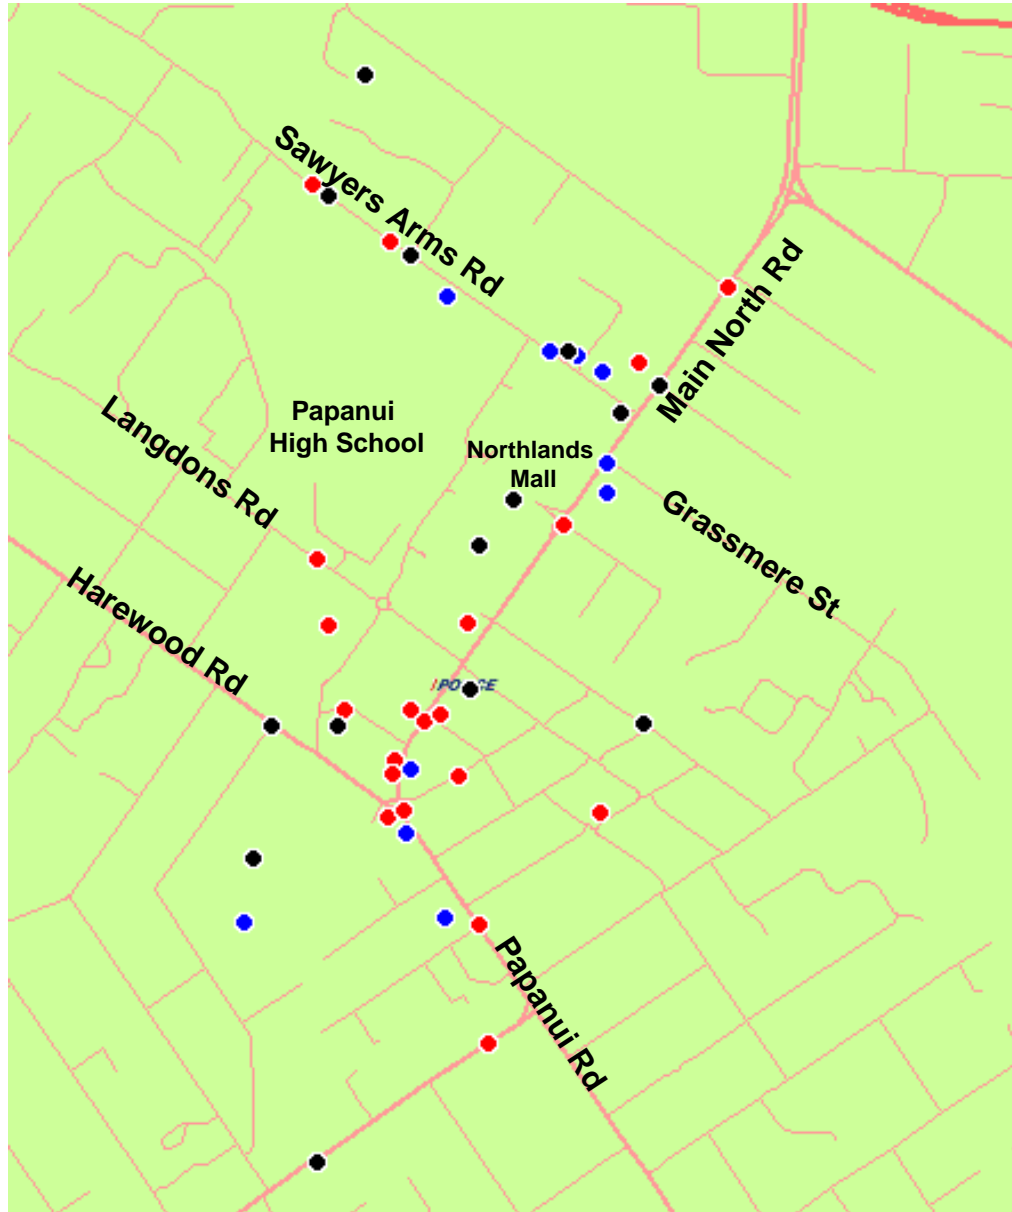 Sawyers Arms Rd
Main North Rd
Papanui
High School
Langdons Rd
Northlands
Mall
Grassmere St
Harewood Rd
Papanui Rd